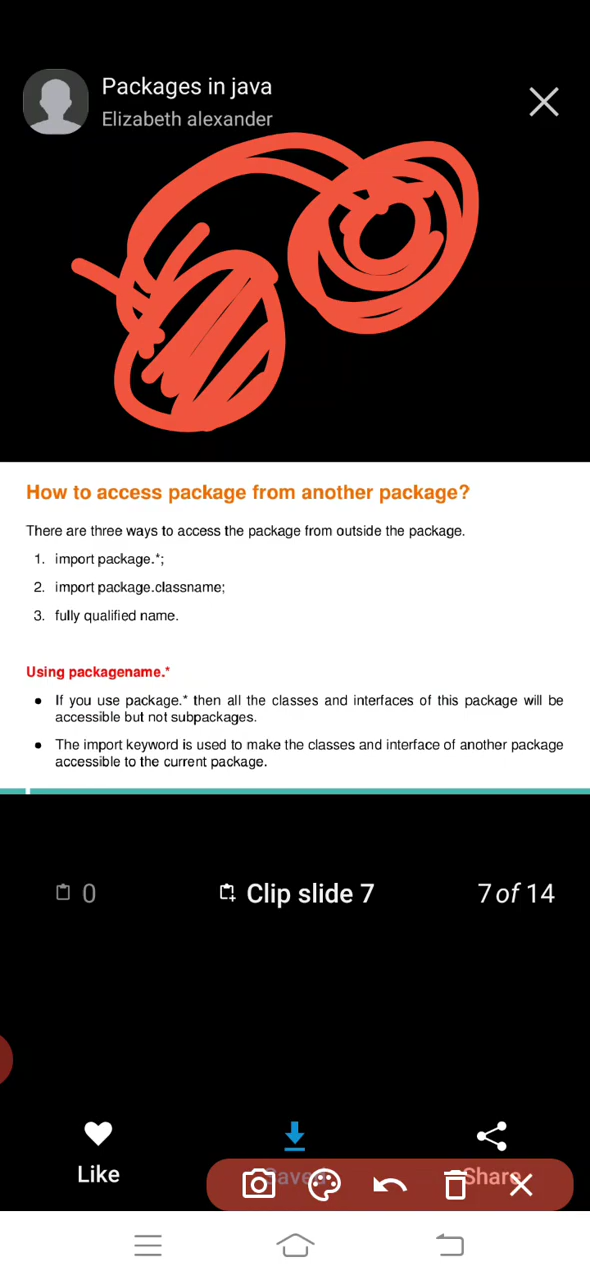 Packages in java
Elizabeth alexander
How to access package from another package?
There are three ways to access the package from outside the package.
1. import package.*;
2. import package.classname;
3. fully qualified name.
Using packagename.*
● If you use package.* then all the classes and interfaces of this package will be
accessible but not subpackages.
● The import keyword is used to make the classes and interface of another package
accessible to the current package.
0
Clip slide 7
7 of 14
Like
Saved
Share